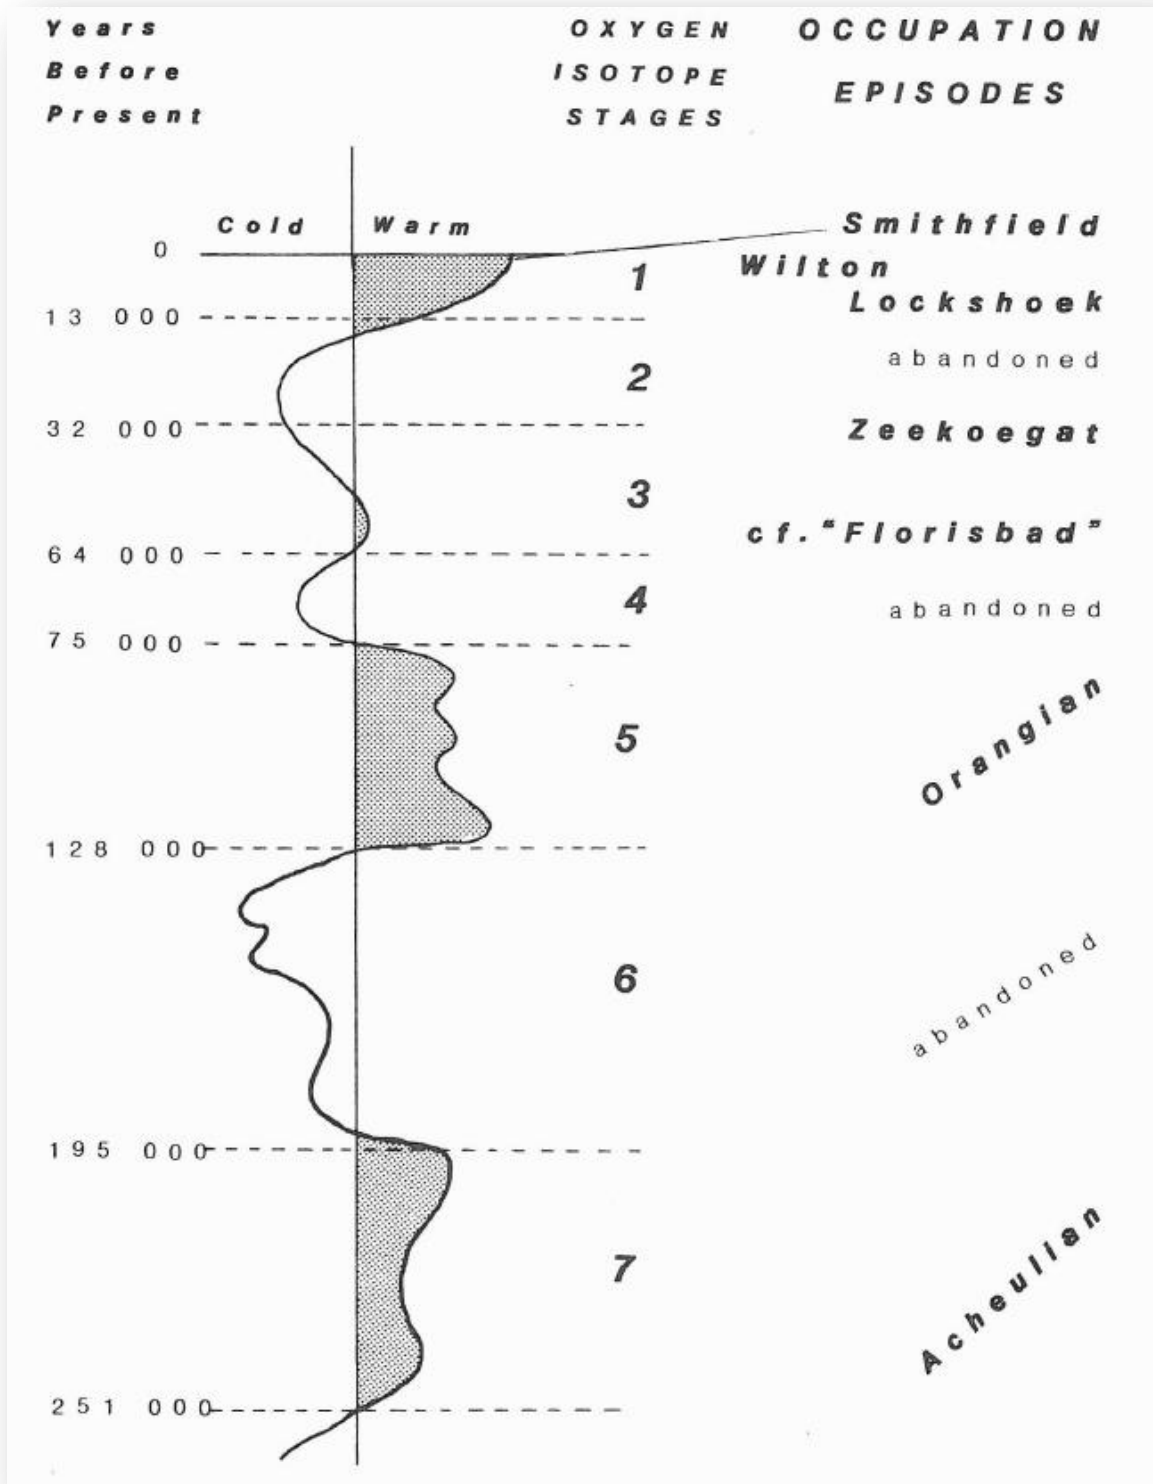 Years
Before
Present
OXYGEN
ISOTOPE
STAGES
OCCUPATION
EPISODES
Cold
Warm
Smithfield
0
1
Wilton
Lockshoek
13 000
abandoned
2
32 000
Zeekoegat
3
cf. "Florisbad"
64 000
4
abandoned
75 000
Orangian
5
128 000
abandoned
6
195 000
Acheulian
7
251 000